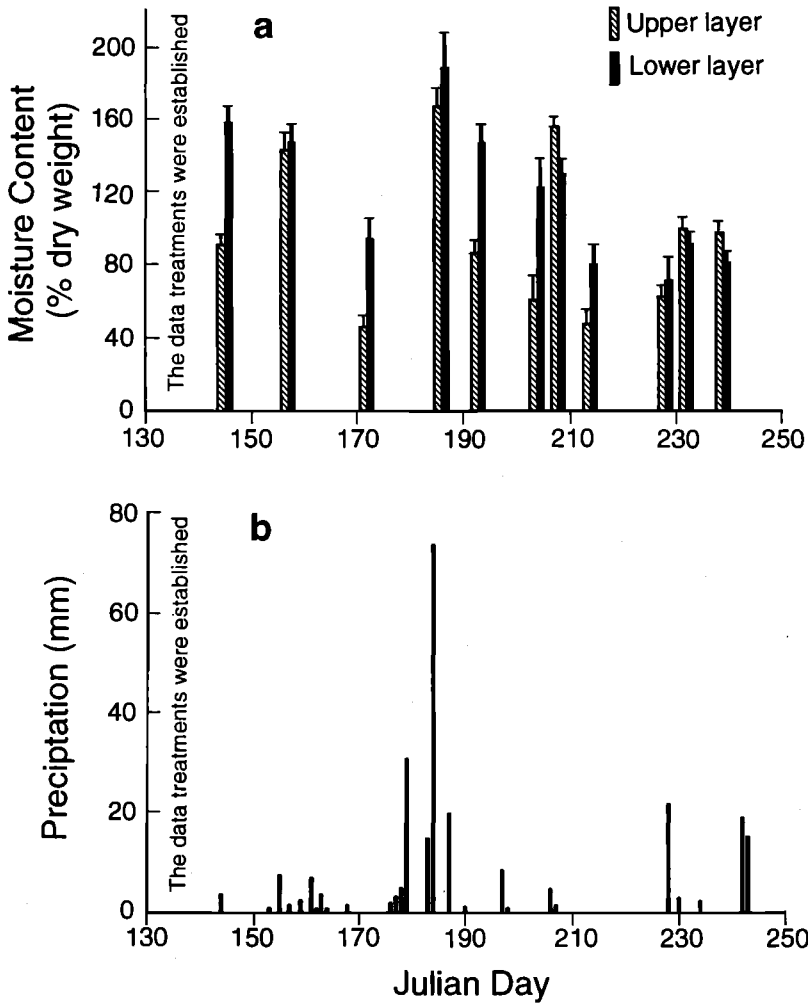 a
Upper layer
Lower layer
Moisture Content
(% dry weight)
The data treatments were established
200
160
120
80
40
0
130
150
170
190
210
230
250
b
Preciptation (mm)
The data treatments were established
80
60
40
20
0
130
150
170
190
210
230
250
Julian Day